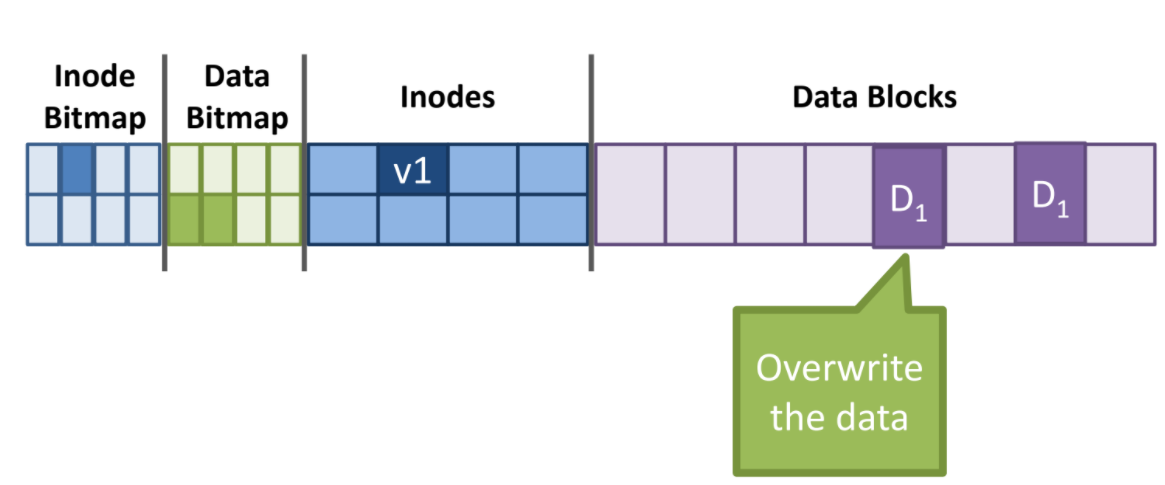 Inode
Bitmap
Data
Bitmap
Inodes
Data Blocks
v1
D₁
D₁
Overwrite
the data